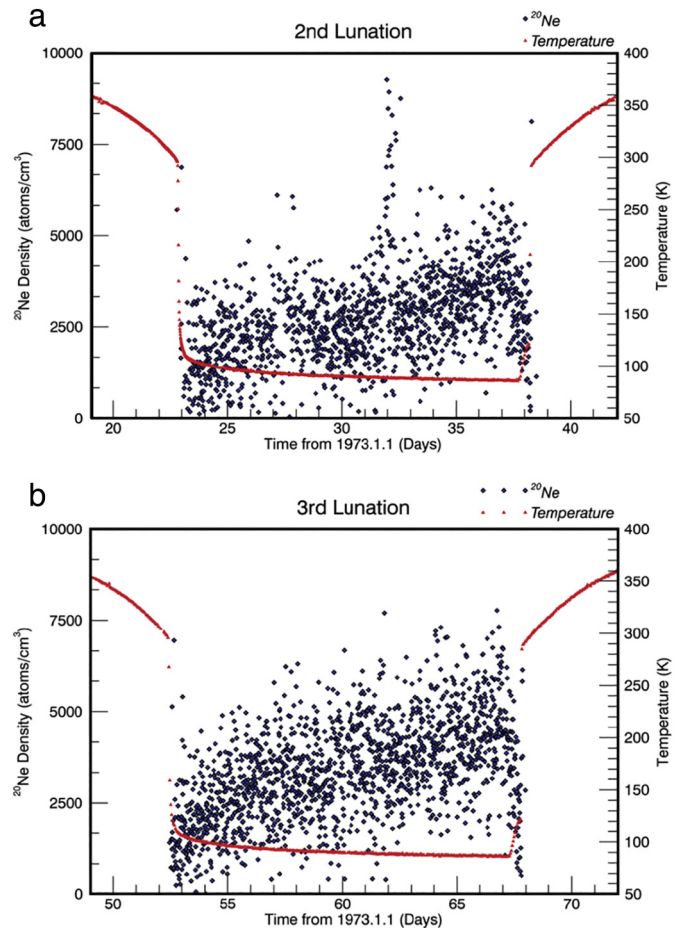 a
2nd Lunation
²⁰Ne
Temperature
10000
7500
5000
2500
0
²⁰Ne Density (atoms/cm³)
400
350
300
250
200
150
100
50
Temperature (K)
20 25 30 35 40
Time from 1973.1.1 (Days)
b
3rd Lunation
²⁰Ne
Temperature
10000
7500
5000
2500
0
²⁰Ne Density (atoms/cm³)
400
350
300
250
200
150
100
50
Temperature (K)
50 55 60 65 70
Time from 1973.1.1 (Days)